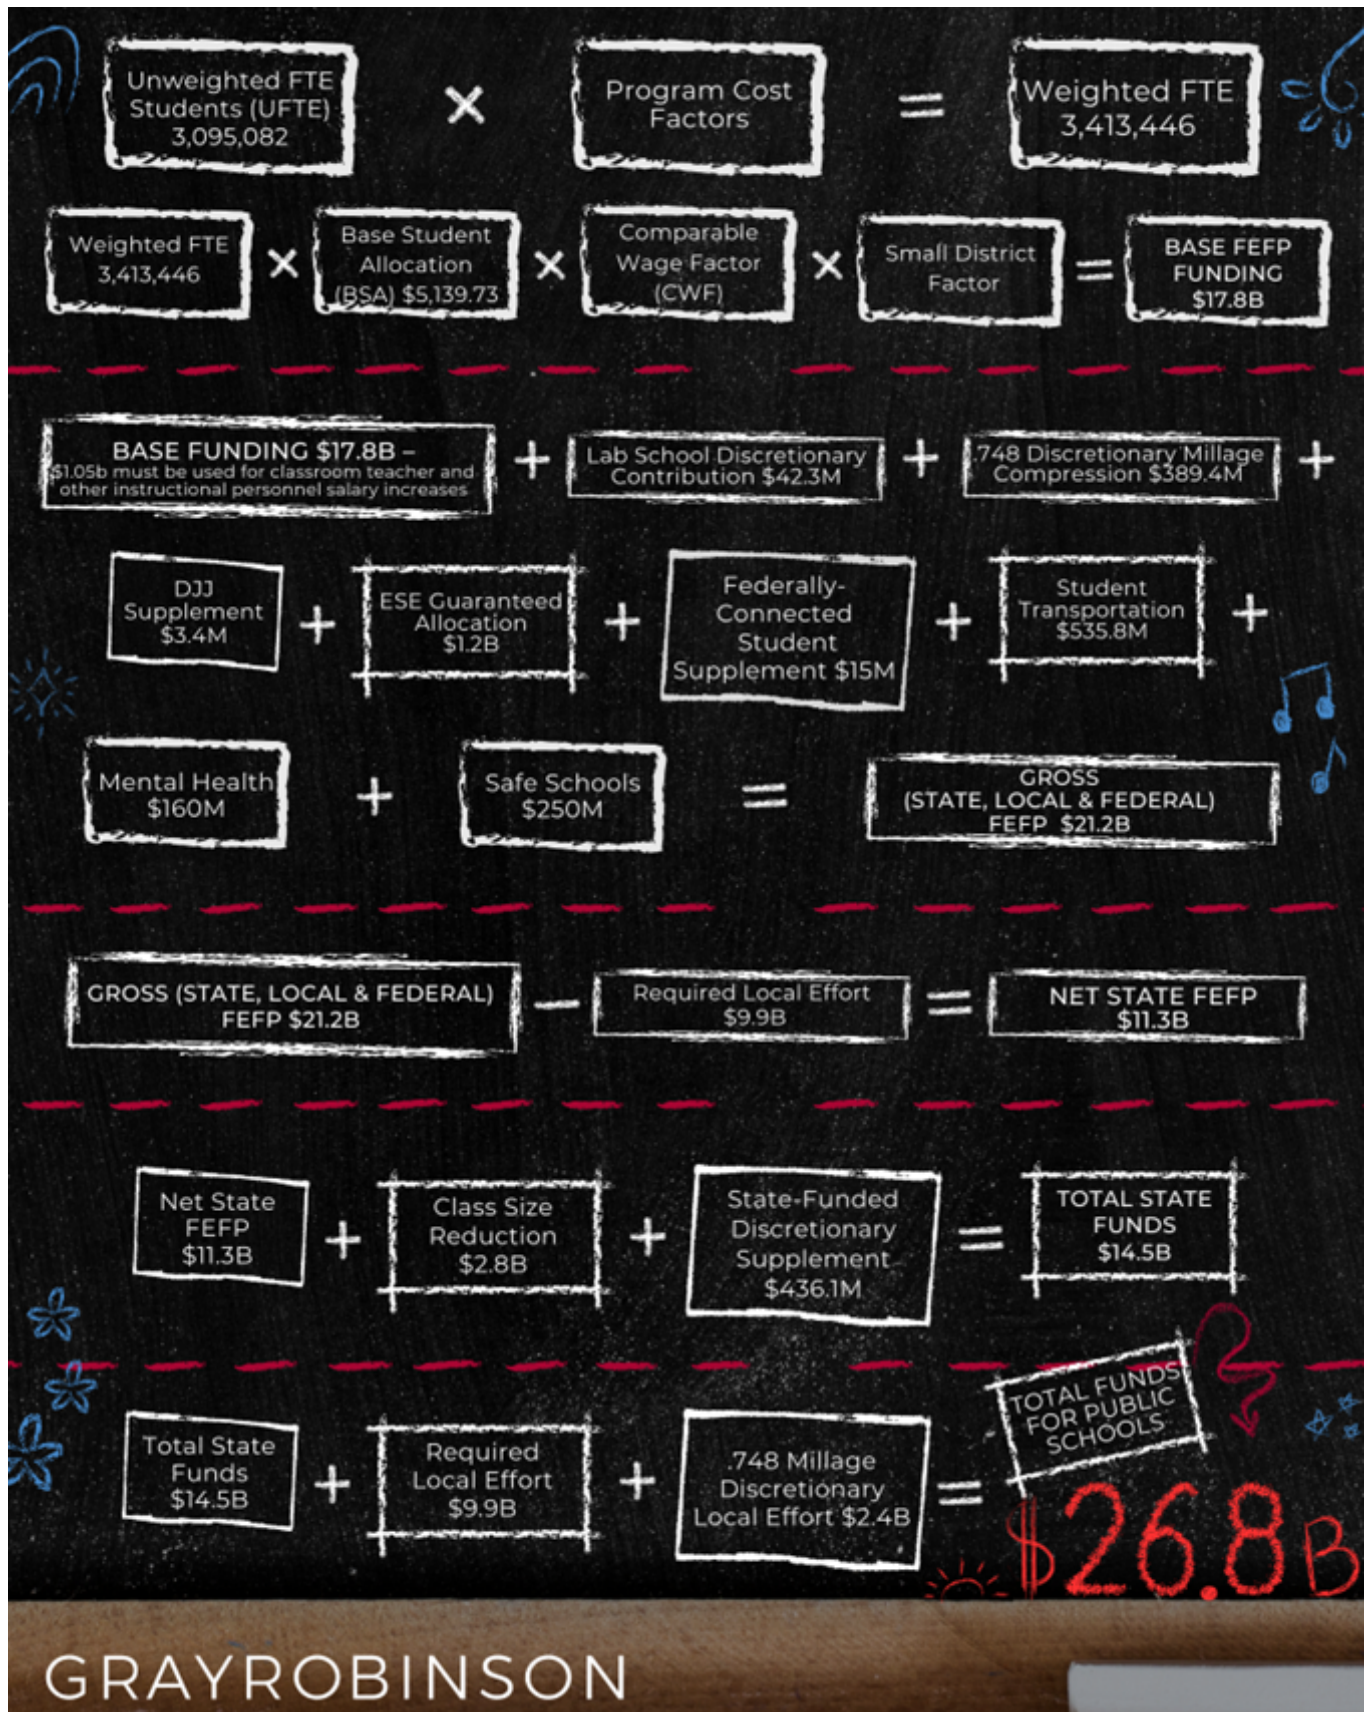 Unweighted FTE
Students (UFTE)
3,095,082
×
Program Cost
Factors
=
Weighted FTE
3,413,446
Weighted FTE
3,413,446
×
Base Student
Allocation
(BSA) $5,139.73
×
Comparable
Wage Factor
(CWF)
×
Small District
Factor
=
BASE FEFP
FUNDING
$17.8B
BASE FUNDING $17.8B –
$1.05b must be used for classroom teacher and
other instructional personnel salary increases
+
Lab School Discretionary
Contribution $42.3M
+
.748 Discretionary Millage
Compression $389.4M
+
DJJ
Supplement
$3.4M
+
ESE Guaranteed
Allocation
$1.2B
+
Federally-
Connected
Student
Supplement $15M
+
Student
Transportation
$535.8M
+
Mental Health
$160M
+
Safe Schools
$250M
=
GROSS
(STATE, LOCAL & FEDERAL)
FEFP $21.2B
GROSS (STATE, LOCAL & FEDERAL)
FEFP $21.2B
–
Required Local Effort
$9.9B
=
NET STATE FEFP
$11.3B
Net State
FEFP
$11.3B
+
Class Size
Reduction
$2.8B
+
State-Funded
Discretionary
Supplement
$436.1M
=
TOTAL STATE
FUNDS
$14.5B
Total State
Funds
$14.5B
+
Required
Local Effort
$9.9B
+
.748 Millage
Discretionary
Local Effort $2.4B
=
TOTAL FUNDS
FOR PUBLIC
SCHOOLS
$26.8B
GRAYROBINSON